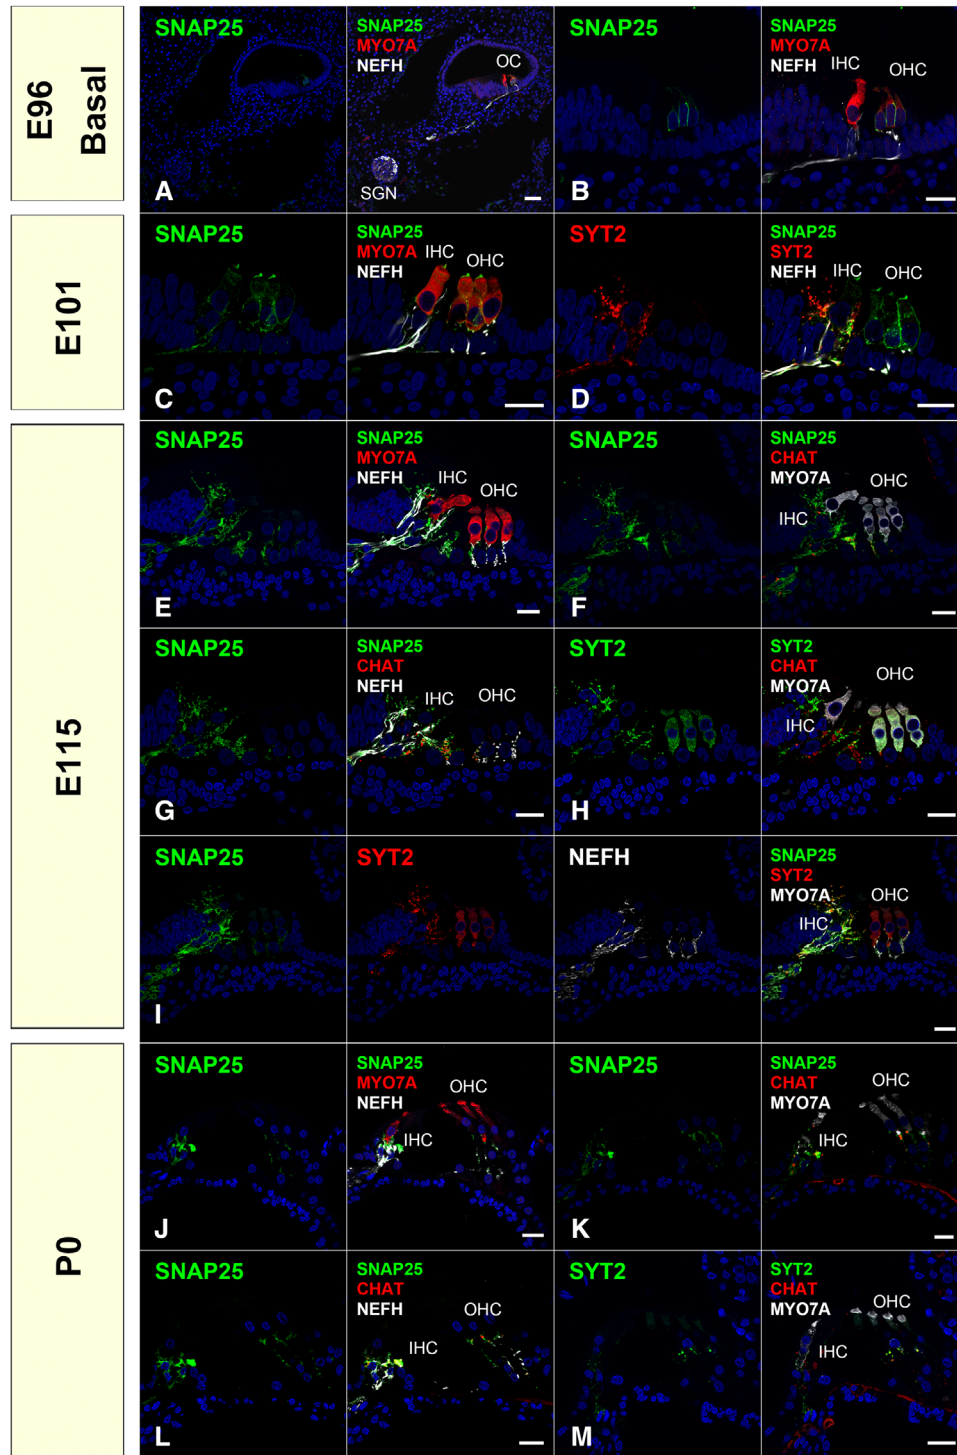 E96
Basal
SNAP25
A
SNAP25
MYO7A
NEFH
OC
SGN
SNAP25
B
SNAP25
MYO7A
IHC
OHC
NEFH
E101
SNAP25
C
SNAP25
MYO7A
NEFH
IHC
OHC
SYT2
D
SNAP25
SYT2
NEFH
IHC
OHC
E115
SNAP25
E
SNAP25
MYO7A
NEFH
IHC
OHC
SNAP25
F
SNAP25
CHAT
MYO7A
OHC
IHC
SNAP25
G
SNAP25
CHAT
NEFH
IHC
OHC
SYT2
H
SYT2
CHAT
MYO7A
OHC
IHC
SNAP25
I
SYT2
NEFH
SNAP25
SYT2
MYO7A
OHC
IHC
P0
SNAP25
J
SNAP25
MYO7A
NEFH
OHC
IHC
SNAP25
K
SNAP25
CHAT
MYO7A
OHC
IHC
SNAP25
L
SNAP25
CHAT
NEFH
OHC
IHC
SYT2
M
SYT2
CHAT
MYO7A
OHC
IHC